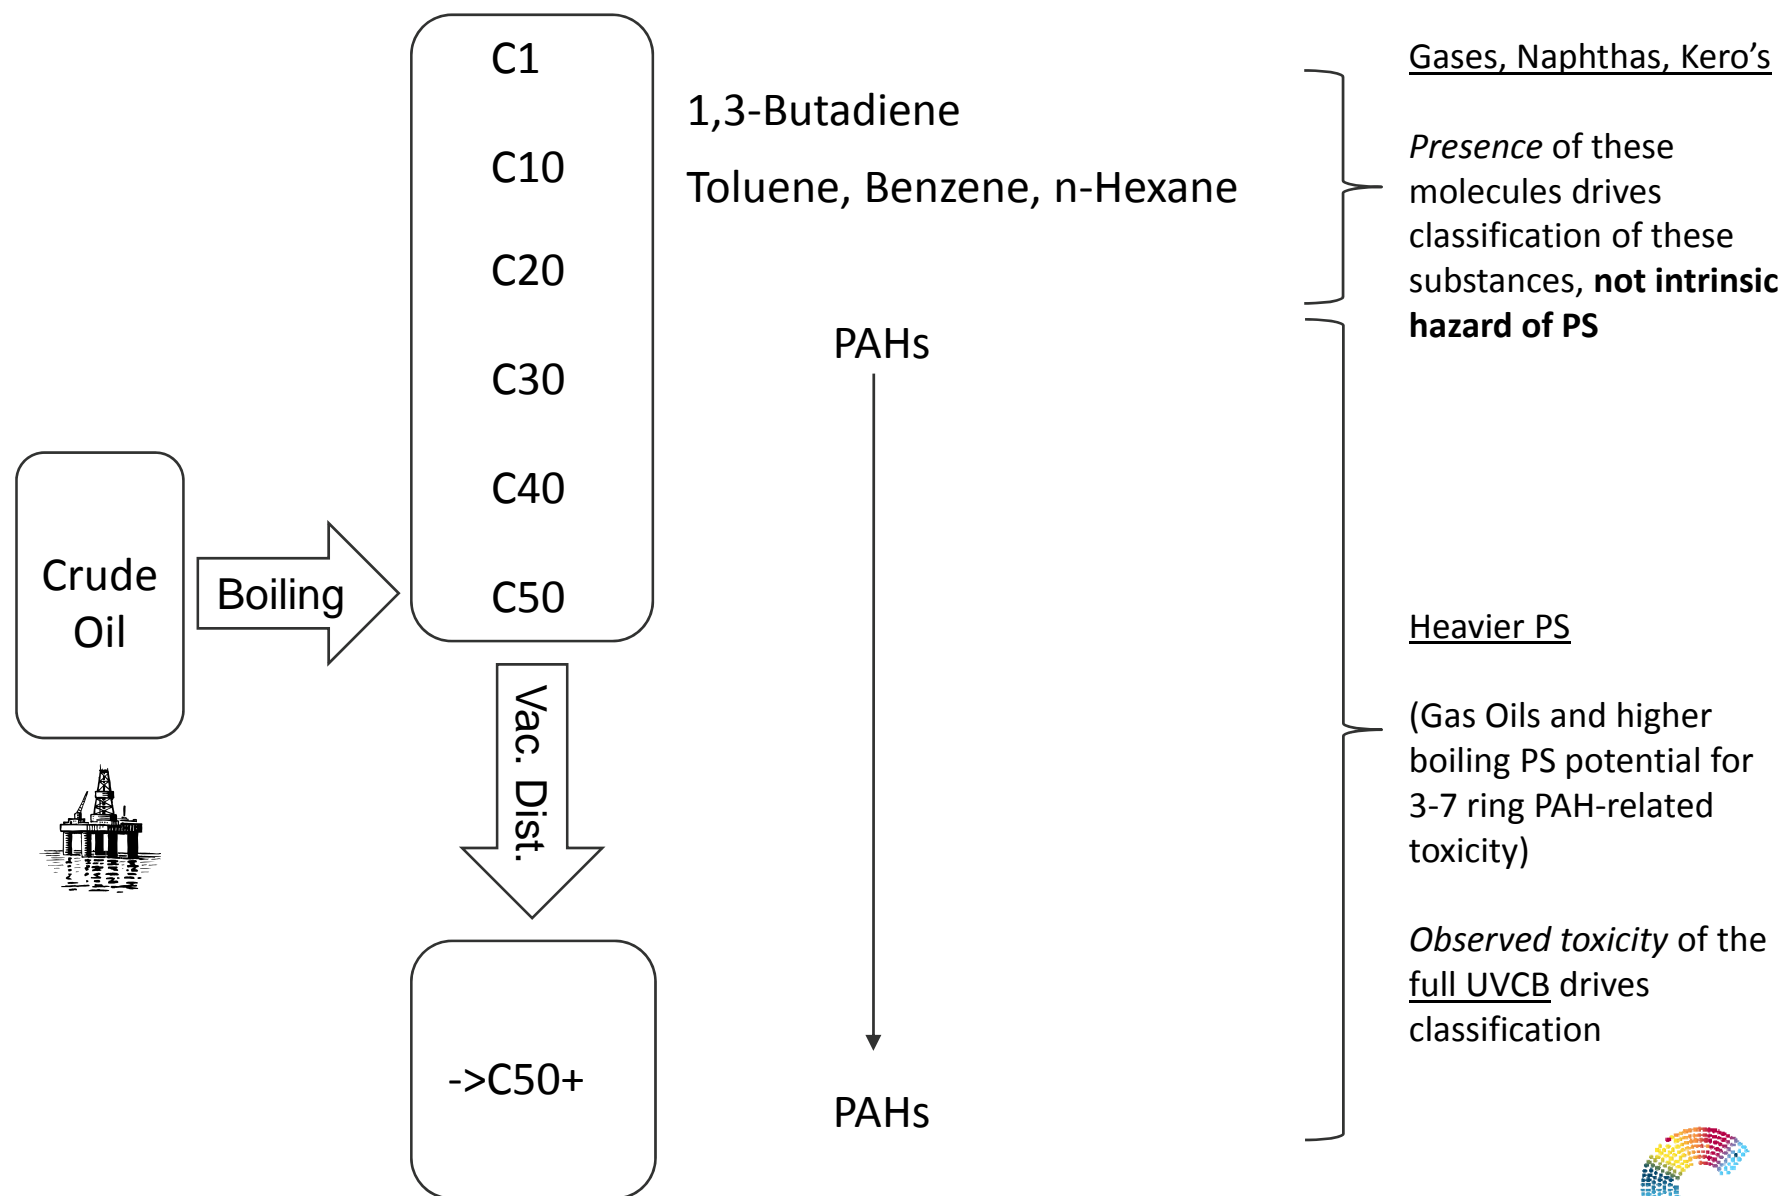 C1
C10
C20
C30
C40
C50
Crude
Oil
Boiling
Vac. Dist.
->C50+
1,3-Butadiene
Toluene, Benzene, n-Hexane
PAHs
PAHs
Gases, Naphthas, Kero’s
Presence of these
molecules drives
classification of these
substances, not intrinsic
hazard of PS
Heavier PS
(Gas Oils and higher
boiling PS potential for
3-7 ring PAH-related
toxicity)
Observed toxicity of the
full UVCB drives
classification